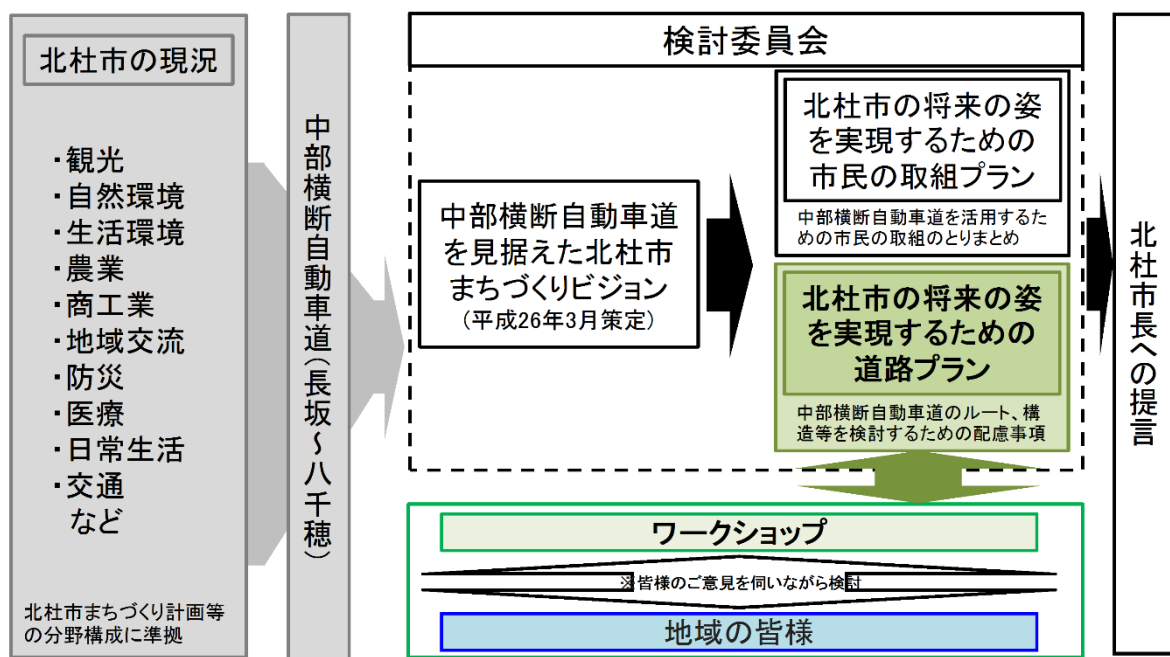 北杜市の現況
・観光
・自然環境
・生活環境
・農業
・商工業
・地域交流
・防災
・医療
・日常生活
・交通
など
北杜市まちづくり計画等
の分野構成に準拠
中部横断自動車道(長坂～八千穂)
検討委員会
中部横断自動車道
を見据えた北杜市
まちづくりビジョン
(平成26年3月策定)
北杜市の将来の姿
を実現するための
市民の取組プラン
中部横断自動車道を活用するた
めの市民の取組のとりまとめ
北杜市の将来の姿
を実現するための
道路プラン
中部横断自動車道のルート、構
造等を検討するための配慮事項
ワークショップ
※皆様のご意見を伺いながら検討
地域の皆様
北杜市長への提言